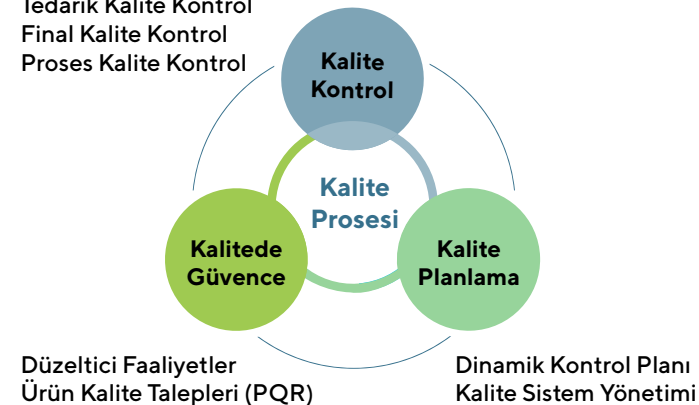 Tedarik Kalite Kontrol
Final Kalite Kontrol
Proses Kalite Kontrol
Kalite
Kontrol
Kalite
Prosesi
Kalitede
Güvence
Kalite
Planlama
Düzeltici Faaliyetler
Ürün Kalite Talepleri (PQR)
Dinamik Kontrol Planı
Kalite Sistem Yönetimi